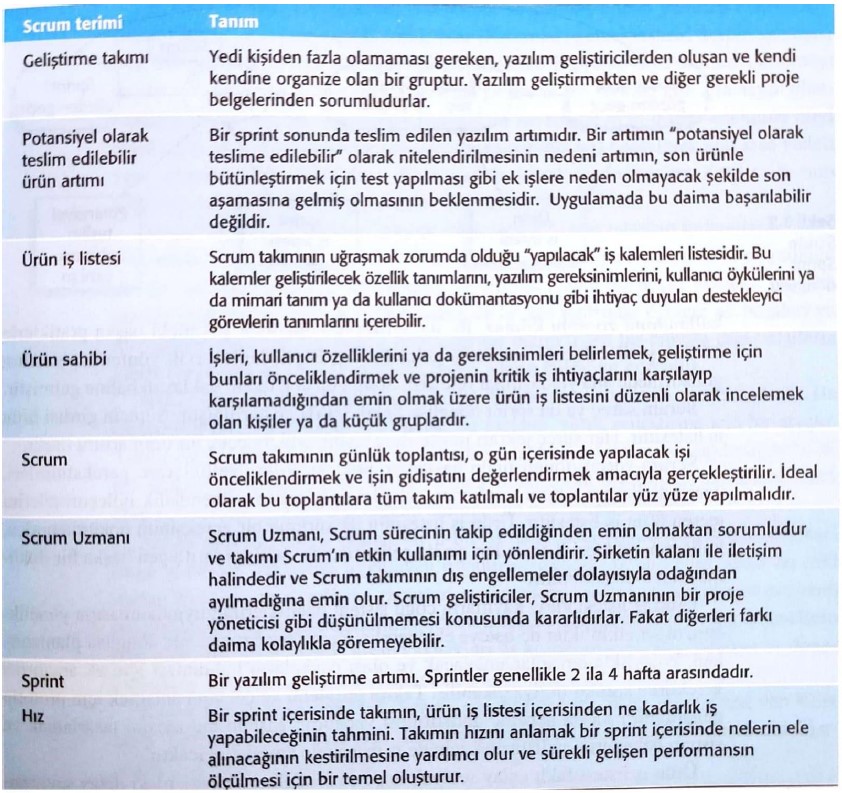 Scrum terimi Tanım
Geliştirme takımı Yedi kişiden fazla olamaması gereken, yazılım geliştiricilerden oluşan ve kendi
kendine organize olan bir gruptur. Yazılım geliştirmekten ve diğer gerekli proje
belgelerinden sorumludurlar.
Potansiyel olarak Bir sprint sonunda teslim edilen yazılım artımıdır. Bir artımın “potansiyel olarak
teslim edilebilir teslime edilebilir” olarak nitelendirilmesinin nedeni artımın, son ürünle
ürün artımı bütünleştirmek için test yapılması gibi ek işlere neden olmayacak şekilde son
aşamasına gelmiş olmasının beklenmesidir. Uygulamada bu daima başarılabilir
değildir.
Ürün iş listesi Scrum takımının uğraşmak zorumda olduğu “yapılacak” iş kalemleri listesidir. Bu
kalemler geliştirilecek özellik tanımlarını, yazılım gereksinimlerini, kullanıcı öykülerini ya
da mimari tanım ya da kullanıcı dokümantasyonu gibi ihtiyaç duyulan destekleyici
görevlerin tanımlarını içerebilir.
Ürün sahibi İşleri, kullanıcı özelliklerini ya da gereksinimleri belirlemek, geliştirme için
bunları önceliklendirmek ve projenin kritik iş ihtiyaçlarını karşılayıp
karşılamadığından emin olmak üzere ürün iş listesini düzenli olarak incelemek
olan kişiler ya da küçük gruplardır.
Scrum Scrum takımının günlük toplantısı, o gün içerisinde yapılacak işi
önceliklendirmek ve işin gidişatını değerlendirmek amacıyla gerçekleştirilir. İdeal
olarak bu toplantılara tüm takım katılmalı ve toplantılar yüz yüze yapılmalıdır.
Scrum Uzmanı Scrum Uzmanı, Scrum sürecinin takip edildiğinden emin olmaktan sorumludur
ve takımı Scrum’ın etkin kullanımı için yönlendirir. Şirketin kalanı ile iletişim
halindedir ve Scrum takımının dış engellemeler dolayısıyla odağından
ayılmadığına emin olur. Scrum geliştiriciler, Scrum Uzmanının bir proje
yöneticisi gibi düşünülmemesi konusunda kararlıdırlar. Fakat diğerleri farkı
daima kolaylıkla göremeyebilir.
Sprint Bir yazılım geliştirme artımı. Sprintler genellikle 2 ila 4 hafta arasındadır.
Hız Bir sprint içerisinde takımın, ürün iş listesi içerisinden ne kadarlık iş
yapabileceğinin tahmini. Takımın hızını anlamak bir sprint içerisinde nelerin ele
alınacağının kestirilmesine yardımcı olur ve sürekli gelişen performansın
ölçülmesi için bir temel oluşturur.